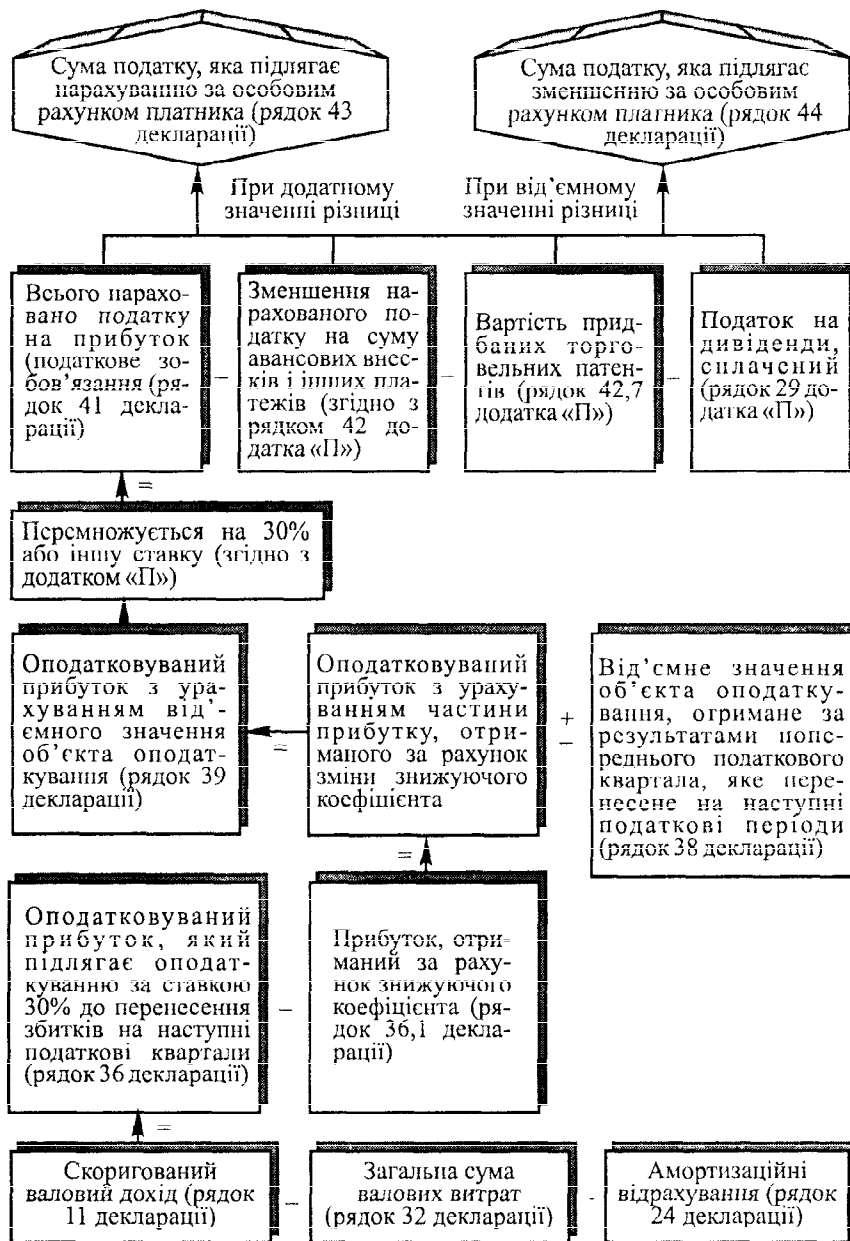 Сума податку, яка підлягає
нарахуванню за особовим
рахунком платника (рядок 43
декларації)
Сума податку, яка підлягає
зменшенню за особовим
рахунком платника (рядок 44
декларації)
При додатному
значенні різниці
При від’ємному
значенні різниці
Всього нарахо-
вано податку
на прибуток
(податкове зо-
бов’язання (ря-
док 41 декла-
рації)
–
Зменшення на-
рахованого по-
датку на суму
авансових внес-
ків і інших пла-
тежів (згідно з
рядком 42 до-
датка «П»)
–
Вартість прид-
баних торго-
вельних патен-
тів (рядок 42,7
додатка «П»)
–
Податок на
дивіденди,
сплачений
(рядок 29 до-
датка «П»)
=
Перемножується на 30%
або іншу ставку (згідно з
додатком «П»)
Оподатковуваний
прибуток з ура-
хуванням від’-
ємного значення
об’єкта оподат-
кування (рядок 39
декларації)
=
Оподатковуваний
прибуток з ураху-
ванням частини
прибутку, отри-
маного за рахунок
зміни знижуючого
коефіцієнта
+
–
Від’ємне значення
об’єкта оподатку-
вання, отримане за
результатами попе-
реднього податкового
квартала, яке пере-
несене на наступні
податкові періоди
(рядок 38 декларації)
=
Оподатковуваний
прибуток, який
підлягає оподат-
куванню за ставкою
30% до перенесення
збитків на наступні
податкові квартали
(рядок 36 декларації)
–
Прибуток, отри-
маний за раху-
нок знижуючого
коефіцієнта (ря-
док 36,1 декла-
рації)
=
Скоригований
валовий дохід (рядок
11 декларації)
–
Загальна сума
валових витрат
(рядок 32 декларації)
-
Амортизаційні
відрахування (рядок
24 декларації)